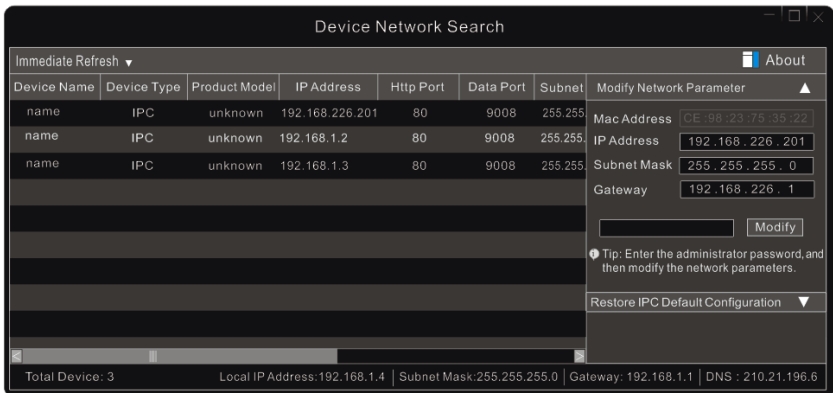 Device Network Search
Immediate Refresh
About
Device Name Device Type Product Model IP Address Http Port Data Port Subnet
name IPC unknown 192.168.226.201 80 9008 255.255.
name IPC unknown 192.168.1.2 80 9008 255.255.
name IPC unknown 192.168.1.3 80 9008 255.255.
Modify Network Parameter
Mac Address CE :98 :23 :75 :35 :22
IP Address 192 .168 . 226 . 201
Subnet Mask 255 . 255 . 255 . 0
Gateway 192 .168 . 226 . 1
Modify
Tip: Enter the administrator password, and
then modify the network parameters.
Restore IPC Default Configuration
Total Device: 3 Local IP Address:192.168.1.4 Subnet Mask:255.255.255.0 Gateway: 192.168.1.1 DNS : 210.21.196.6